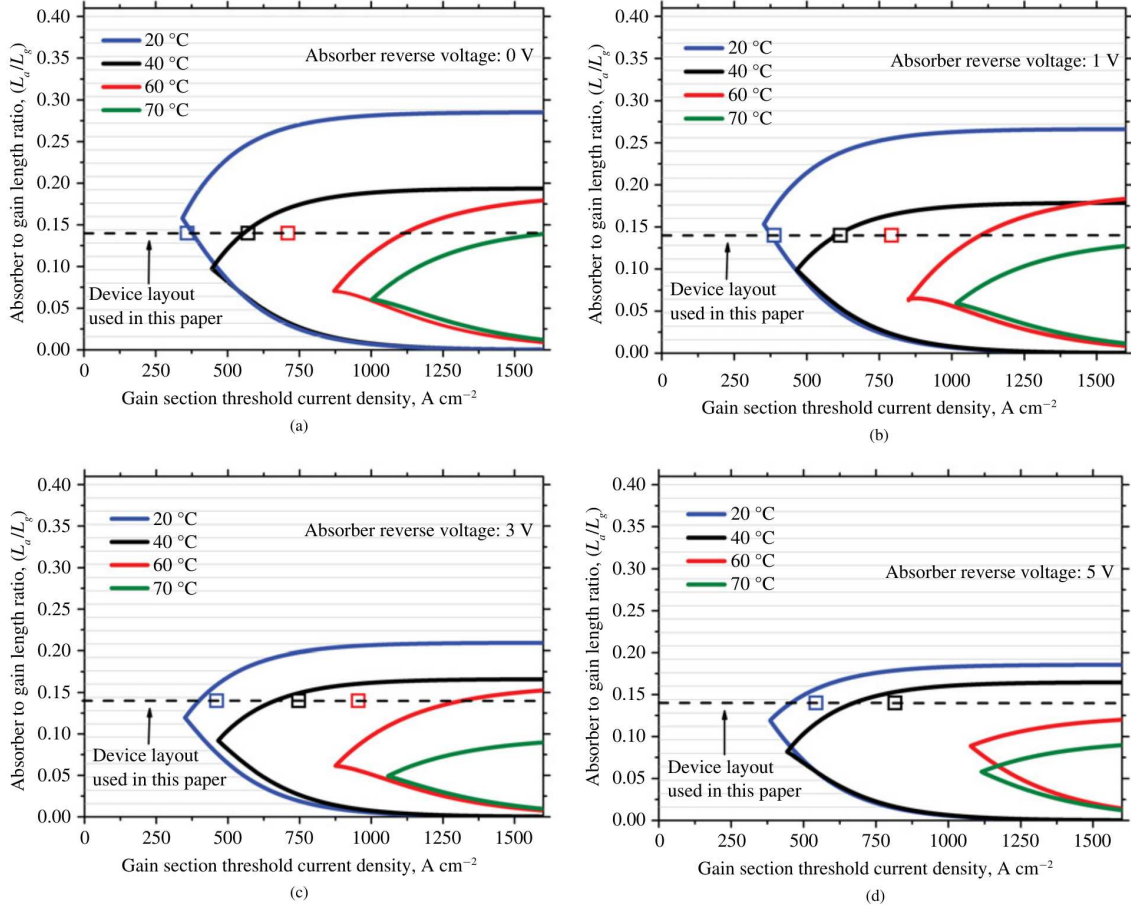 0.40
0.35
0.30
0.25
0.20
0.15
0.10
0.05
0.00
Absorber to gain length ratio, (La/Lg)
20 °C
40 °C
60 °C
70 °C
Absorber reverse voltage: 0 V
Device layout
used in this paper
0 250 500 750 1000 1250 1500
Gain section threshold current density, A cm⁻²
(a)
0.40
0.35
0.30
0.25
0.20
0.15
0.10
0.05
0.00
Absorber to gain length ratio, (La/Lg)
20 °C
40 °C
60 °C
70 °C
Absorber reverse voltage: 1 V
Device layout
used in this paper
0 250 500 750 1000 1250 1500
Gain section threshold current density, A cm⁻²
(b)
0.40
0.35
0.30
0.25
0.20
0.15
0.10
0.05
0.00
Absorber to gain length ratio, (La/Lg)
20 °C
40 °C
60 °C
70 °C
Absorber reverse voltage: 3 V
Device layout
used in this paper
0 250 500 750 1000 1250 1500
Gain section threshold current density, A cm⁻²
(c)
0.40
0.35
0.30
0.25
0.20
0.15
0.10
0.05
0.00
Absorber to gain length ratio, (La/Lg)
20 °C
40 °C
60 °C
70 °C
Absorber reverse voltage: 5 V
Device layout
used in this paper
0 250 500 750 1000 1250 1500
Gain section threshold current density, A cm⁻²
(d)